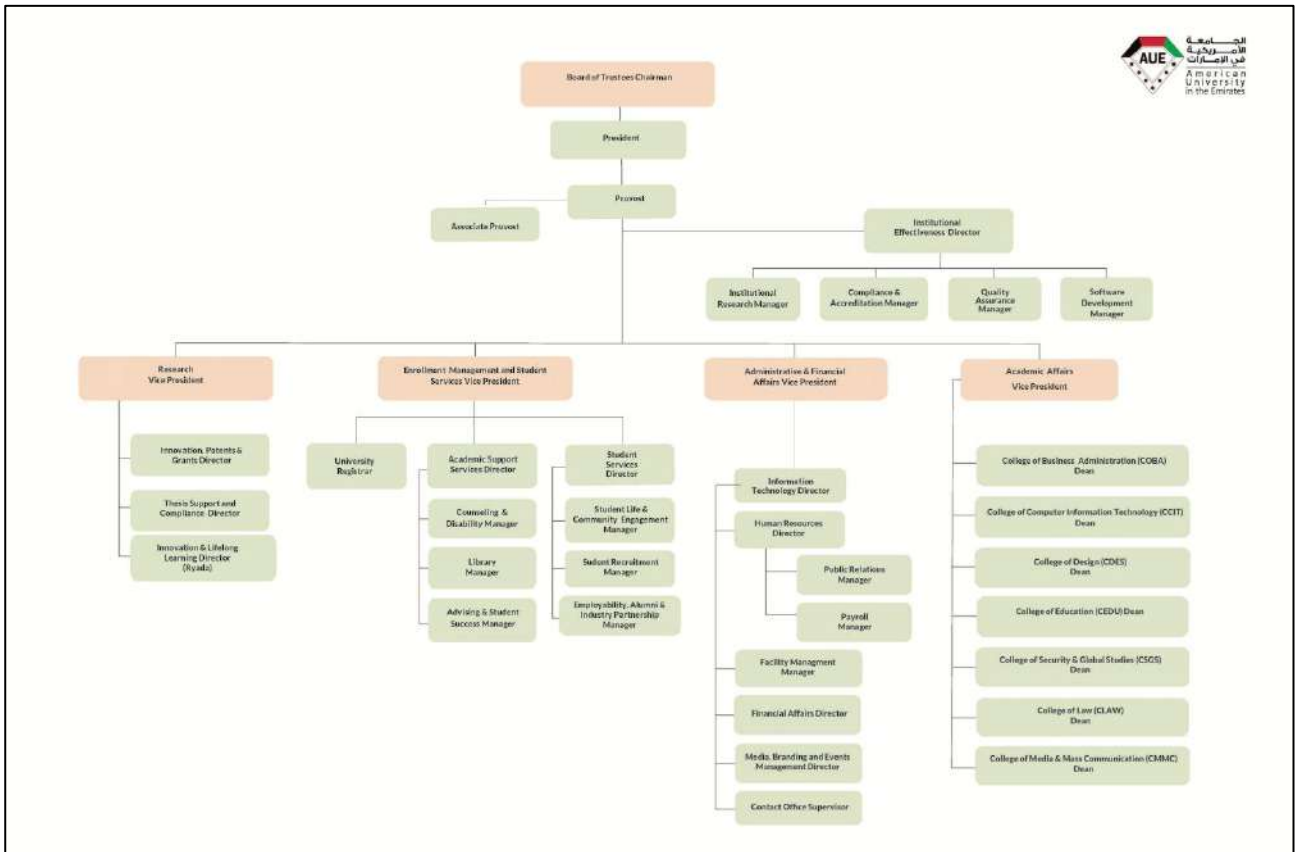 الجــامعـة
الأمـريكيـة
في الإمـارات
AUE
American
University
in the Emirates
Board of Trustees Chairman
President
Provost
Associate Provost
Institutional
Effectiveness Director
Institutional
Research Manager
Compliance &
Accreditation Manager
Quality
Assurance
Manager
Software
Development
Manager
Research
Vice President
Enrollment Management and Student
Services Vice President
Administrative & Financial
Affairs Vice President
Academic Affairs
Vice President
Innovation, Patents &
Grants Director
Thesis Support and
Compliance Director
Innovation & Lifelong
Learning Director
(Ryada)
University
Registrar
Academic Support
Services Director
Counseling &
Disability Manager
Library
Manager
Advising & Student
Success Manager
Student
Services
Director
Student Life &
Community Engagement
Manager
Sudent Recruitment
Manager
Employability, Alumni &
Industry Partnership
Manager
Information
Technology Director
Human Resources
Director
Public Relations
Manager
Payroll
Manager
Facility Managment
Manager
Financial Affairs Director
Media, Branding and Events
Management Director
Contact Office Supervisor
College of Business Administration (COBA)
Dean
College of Computer Information Technology (CCIT)
Dean
College of Design (CDES)
Dean
College of Education (CEDU) Dean
College of Security & Global Studies (CSGS)
Dean
College of Law (CLAW)
Dean
College of Media & Mass Communication (CMMC)
Dean